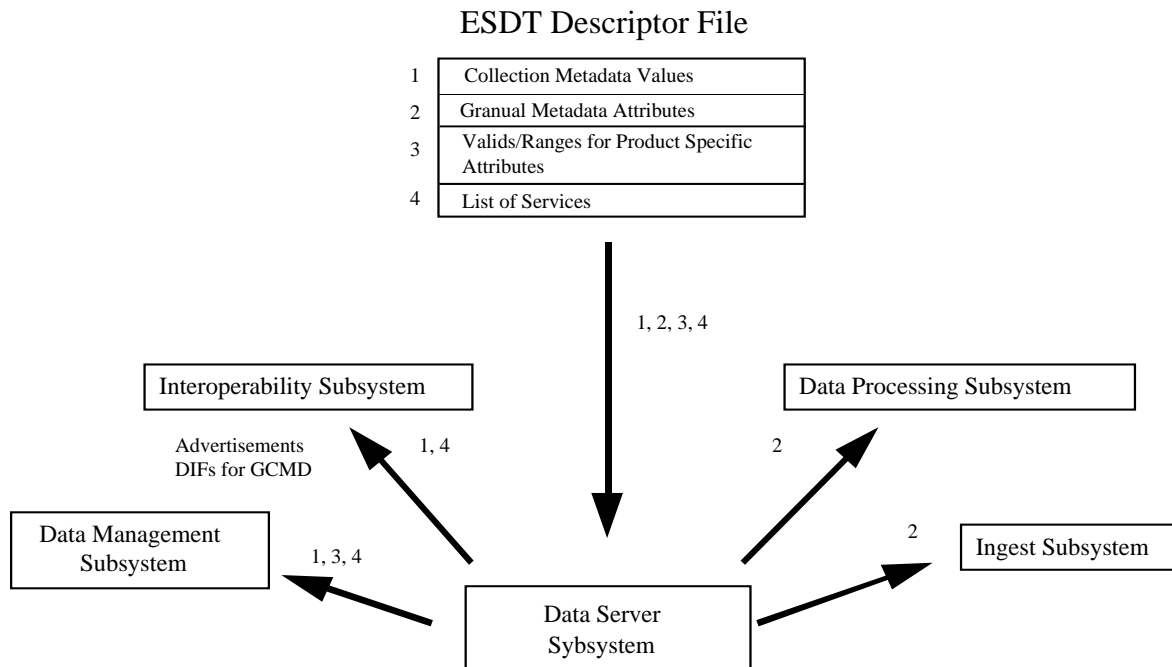 ESDT Descriptor File
1 Collection Metadata Values
2 Granual Metadata Attributes
3 Valids/Ranges for Product Specific
Attributes
4 List of Services
1, 2, 3, 4
Interoperability Subsystem
Data Processing Subsystem
Advertisements
DIFs for GCMD
1, 4
2
Data Management
Subsystem
1, 3, 4
2
Ingest Subsystem
Data Server
Sybsystem